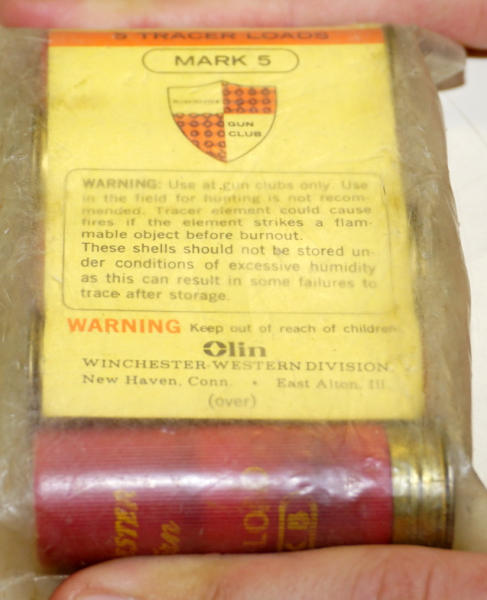 5 TRACER LOADS
MARK 5
GUN
CLUB
WARNING: Use at gun clubs only. Use
in the field for hunting is not recom-
mended. Tracer element could cause
fires if the element strikes a flam-
mable object before burnout.
These shells should not be stored un-
der conditions of excessive humidity
as this can result in some failures to
trace after storage.
WARNING Keep out of reach of children
Olin
WINCHESTER-WESTERN DIVISION
New Haven, Conn. • East Alton, Ill.
(over)